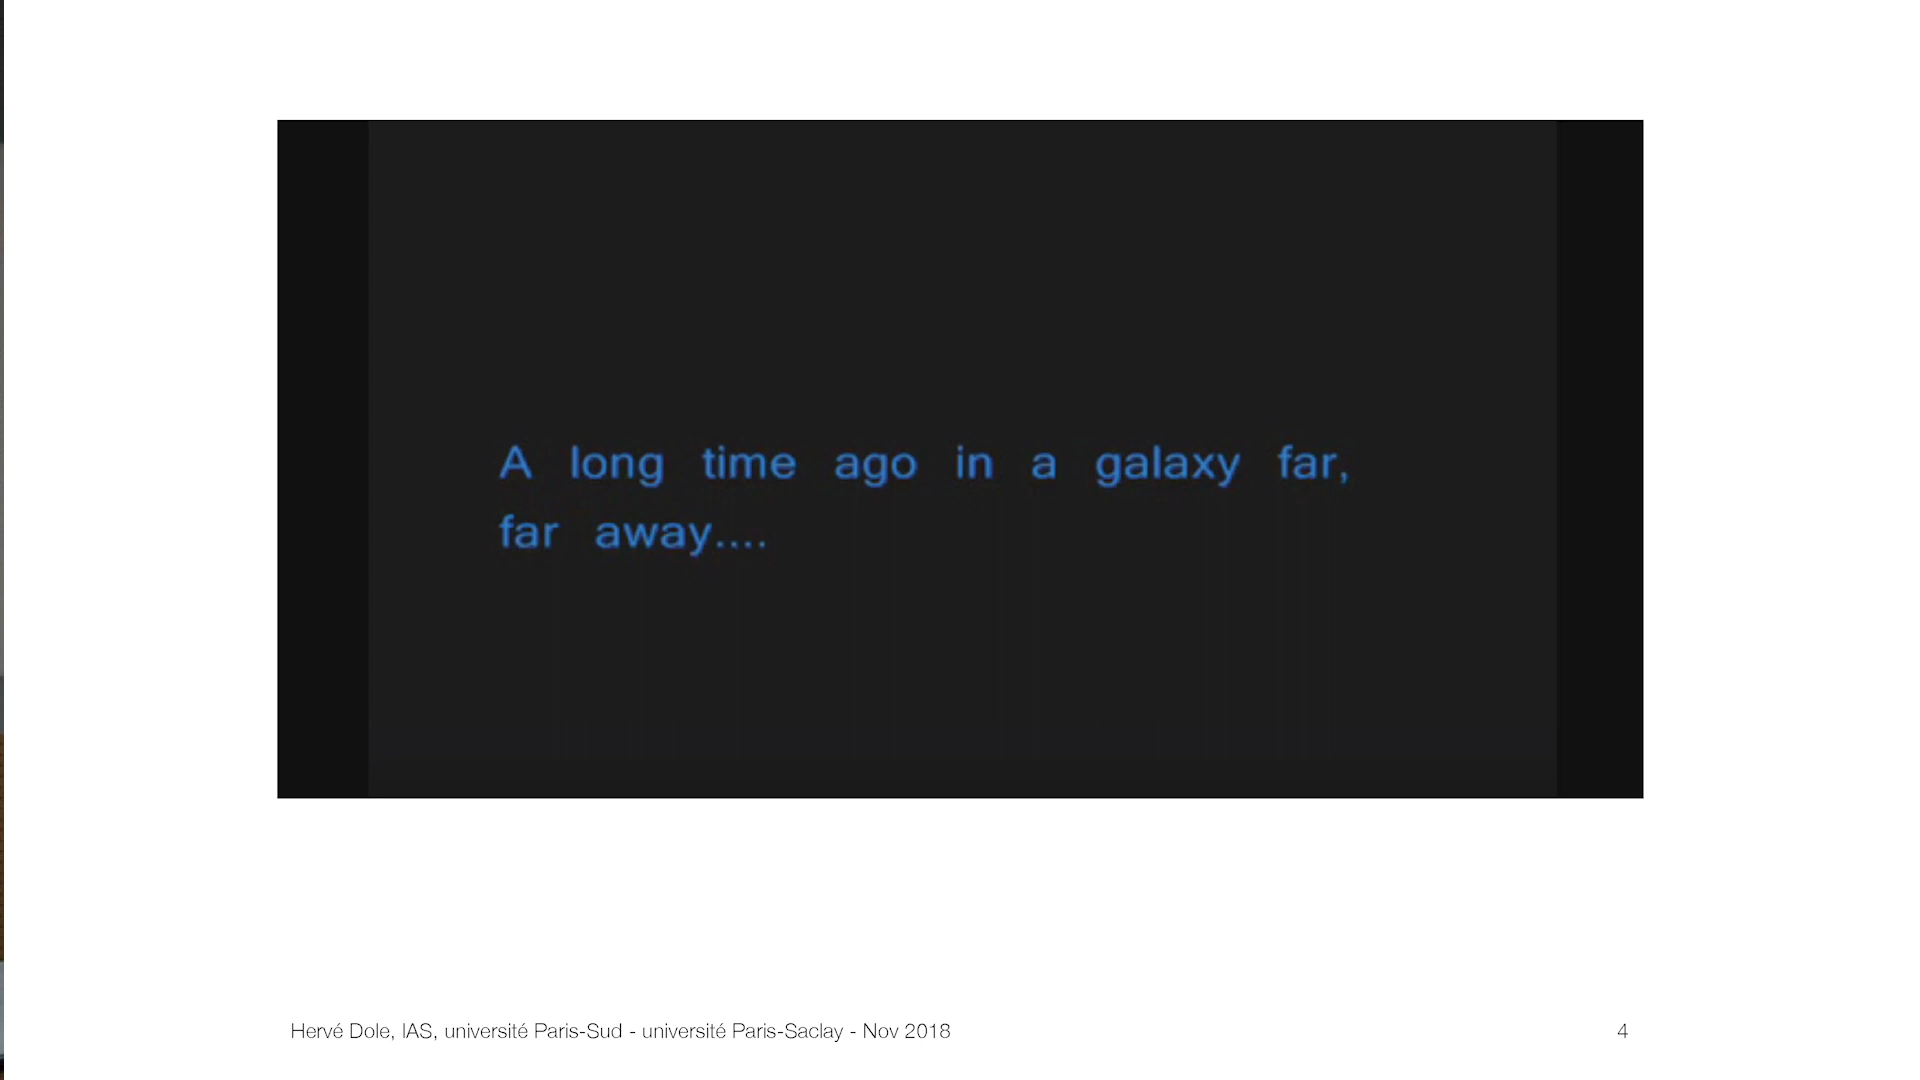 A long time ago in a galaxy far,
far away....
Hervé Dole, IAS, université Paris-Sud - université Paris-Saclay - Nov 2018
4